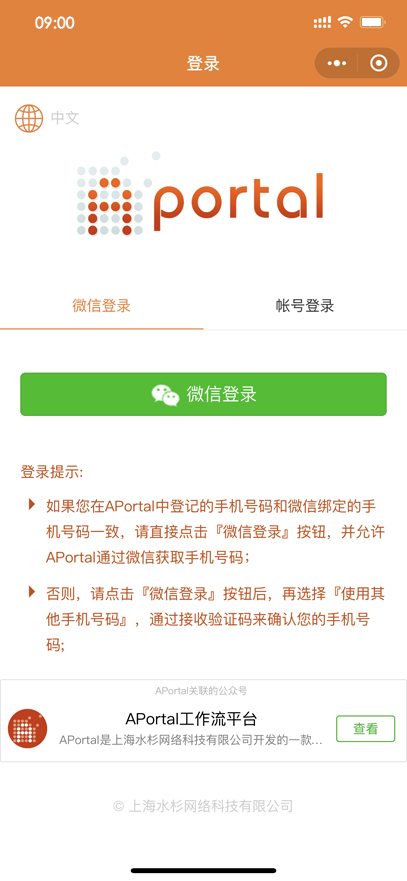 09:00
登录
中文
Aportal
微信登录
帐号登录
微信登录
登录提示:
如果您在APortal中登记的手机号码和微信绑定的手
机号码一致，请直接点击『微信登录』按钮，并允许
APortal通过微信获取手机号码；
否则，请点击『微信登录』按钮后，再选择『使用其
他手机号码』，通过接收验证码来确认您的手机号
码;
APortal关联的公众号
APortal工作流平台
APortal是上海水杉网络科技有限公司开发的一款...
查看
© 上海水杉网络科技有限公司